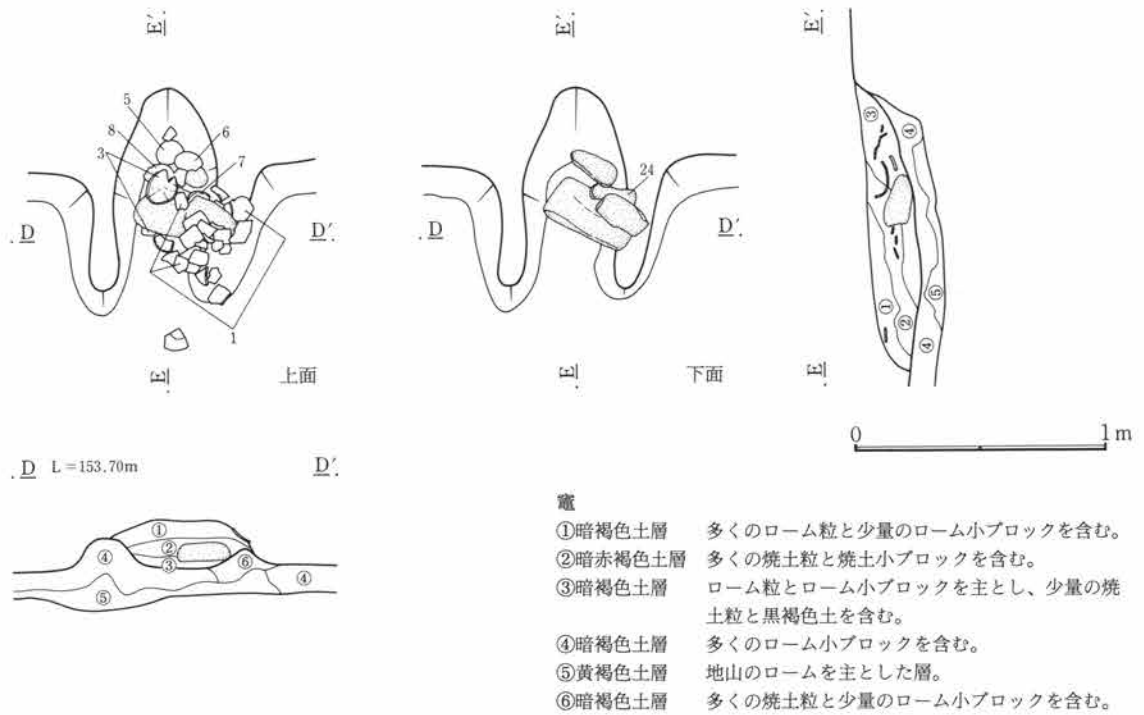 E′.
E′.
E′.
5
8
6
3
7
24
.D
D′.
.D
D′.
1
E.
上面
E.
下面
E.
③
④
①
②
⑤
④
0
1m
.D L=153.70m
D′.
①
②
③
④
⑥
④
⑤
竈
①暗褐色土層 多くのローム粒と少量のローム小ブロックを含む。
②暗赤褐色土層 多くの焼土粒と焼土小ブロックを含む。
③暗褐色土層 ローム粒とローム小ブロックを主とし、少量の焼
土粒と黒褐色土を含む。
④暗褐色土層 多くのローム小ブロックを含む。
⑤黄褐色土層 地山のロームを主とした層。
⑥暗褐色土層 多くの焼土粒と少量のローム小ブロックを含む。